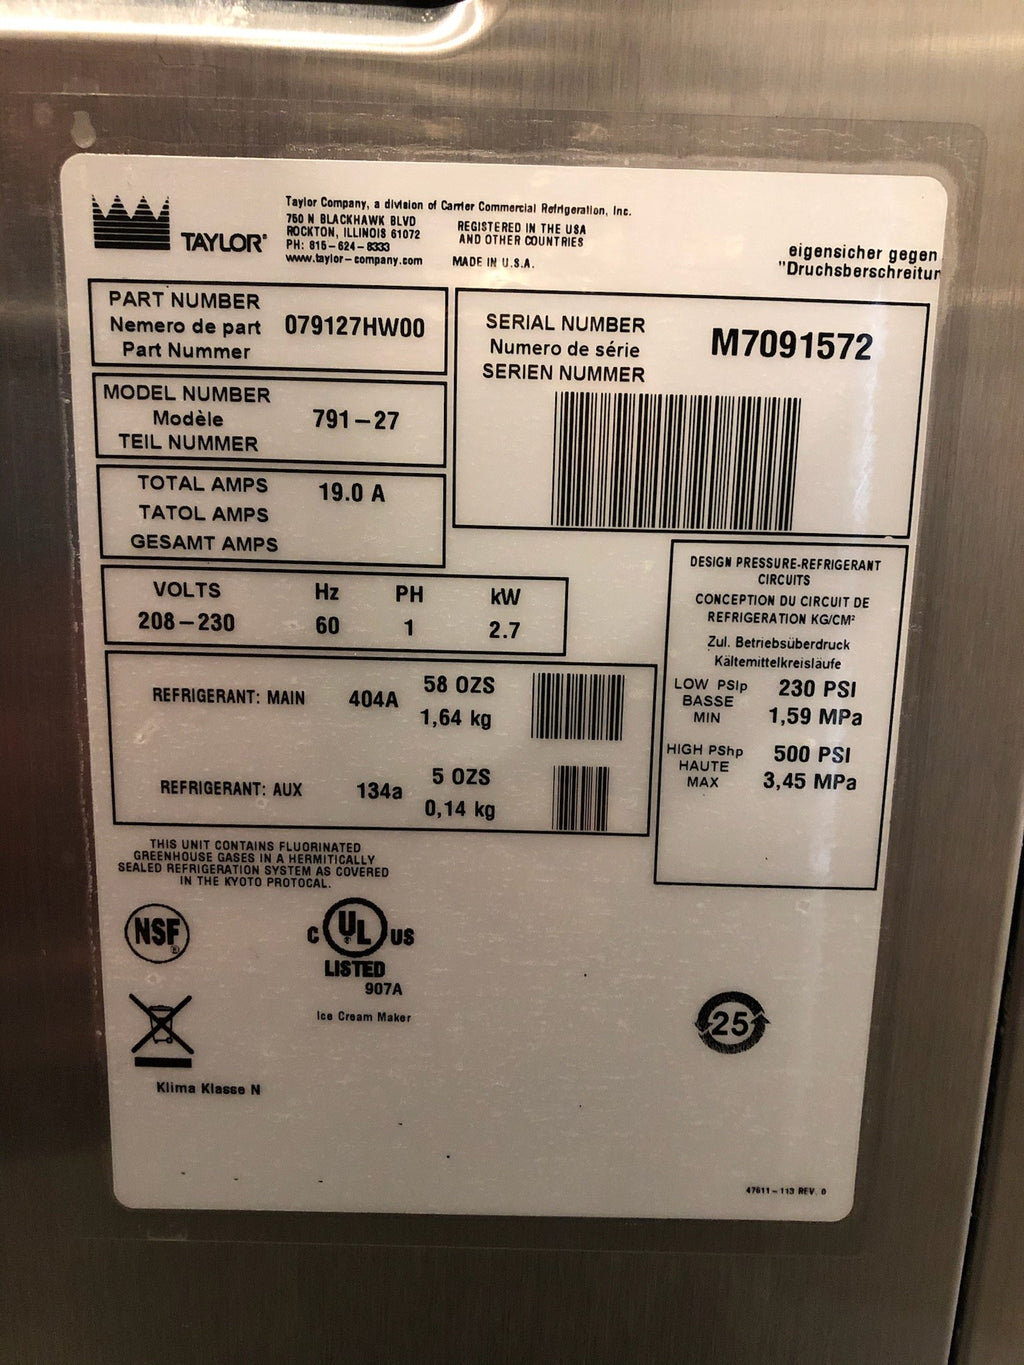 TAYLOR®
Taylor Company, a division of Carrier Commercial Refrigeration, Inc.
750 N BLACKHAWK BLVD
ROCKTON, ILLINOIS 61072
PH: 815-624-8333
www.taylor-company.com
REGISTERED IN THE USA
AND OTHER COUNTRIES
MADE IN U.S.A.
eigensicher gegen
"Druchsberschreitur
PART NUMBER
Nemero de part 079127HW00
Part Nummer
SERIAL NUMBER
Numero de série M7091572
SERIEN NUMMER
MODEL NUMBER
Modèle 791-27
TEIL NUMMER
TOTAL AMPS 19.0 A
TATOL AMPS
GESAMT AMPS
VOLTS Hz PH kW
208-230 60 1 2.7
REFRIGERANT: MAIN 404A 58 OZS
1,64 kg
REFRIGERANT: AUX 134a 5 OZS
0,14 kg
DESIGN PRESSURE-REFRIGERANT
CIRCUITS
CONCEPTION DU CIRCUIT DE
REFRIGERATION KG/CM²
Zul. Betriebsüberdruck
Kältemittelkreisläufe
LOW PSIp 230 PSI
BASSE
MIN 1,59 MPa
HIGH PShp 500 PSI
HAUTE
MAX 3,45 MPa
THIS UNIT CONTAINS FLUORINATED
GREENHOUSE GASES IN A HERMITICALLY
SEALED REFRIGERATION SYSTEM AS COVERED
IN THE KYOTO PROTOCAL.
NSF®
C UL US
LISTED
907A
Ice Cream Maker
25
Klima Klasse N
47611-113 REV. 0